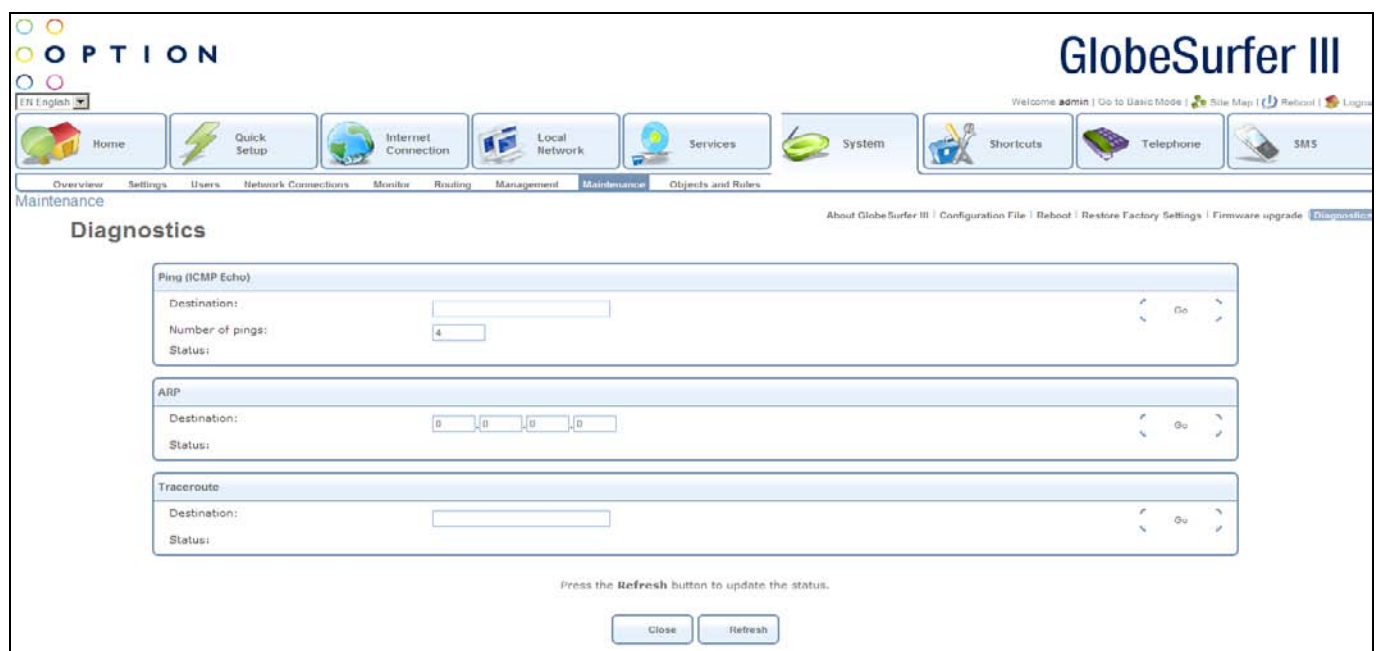 OPTION
GlobeSurfer III
EN English
Welcome admin | Go to Basic Mode | Site Map | Reboot | Logou
Home
Quick Setup
Internet Connection
Local Network
Services
System
Shortcuts
Telephone
SMS
Overview Settings Users Network Connections Monitor Routing Management Maintenance Objects and Rules
Maintenance
About GlobeSurfer III | Configuration File | Reboot | Restore Factory Settings | Firmware upgrade | Diagnostics
Diagnostics
Ping (ICMP Echo)
Destination:
Go
Number of pings: 4
Status:
ARP
Destination: 0 .0 .0 .0
Go
Status:
Traceroute
Destination:
Go
Status:
Press the Refresh button to update the status.
Close Refresh